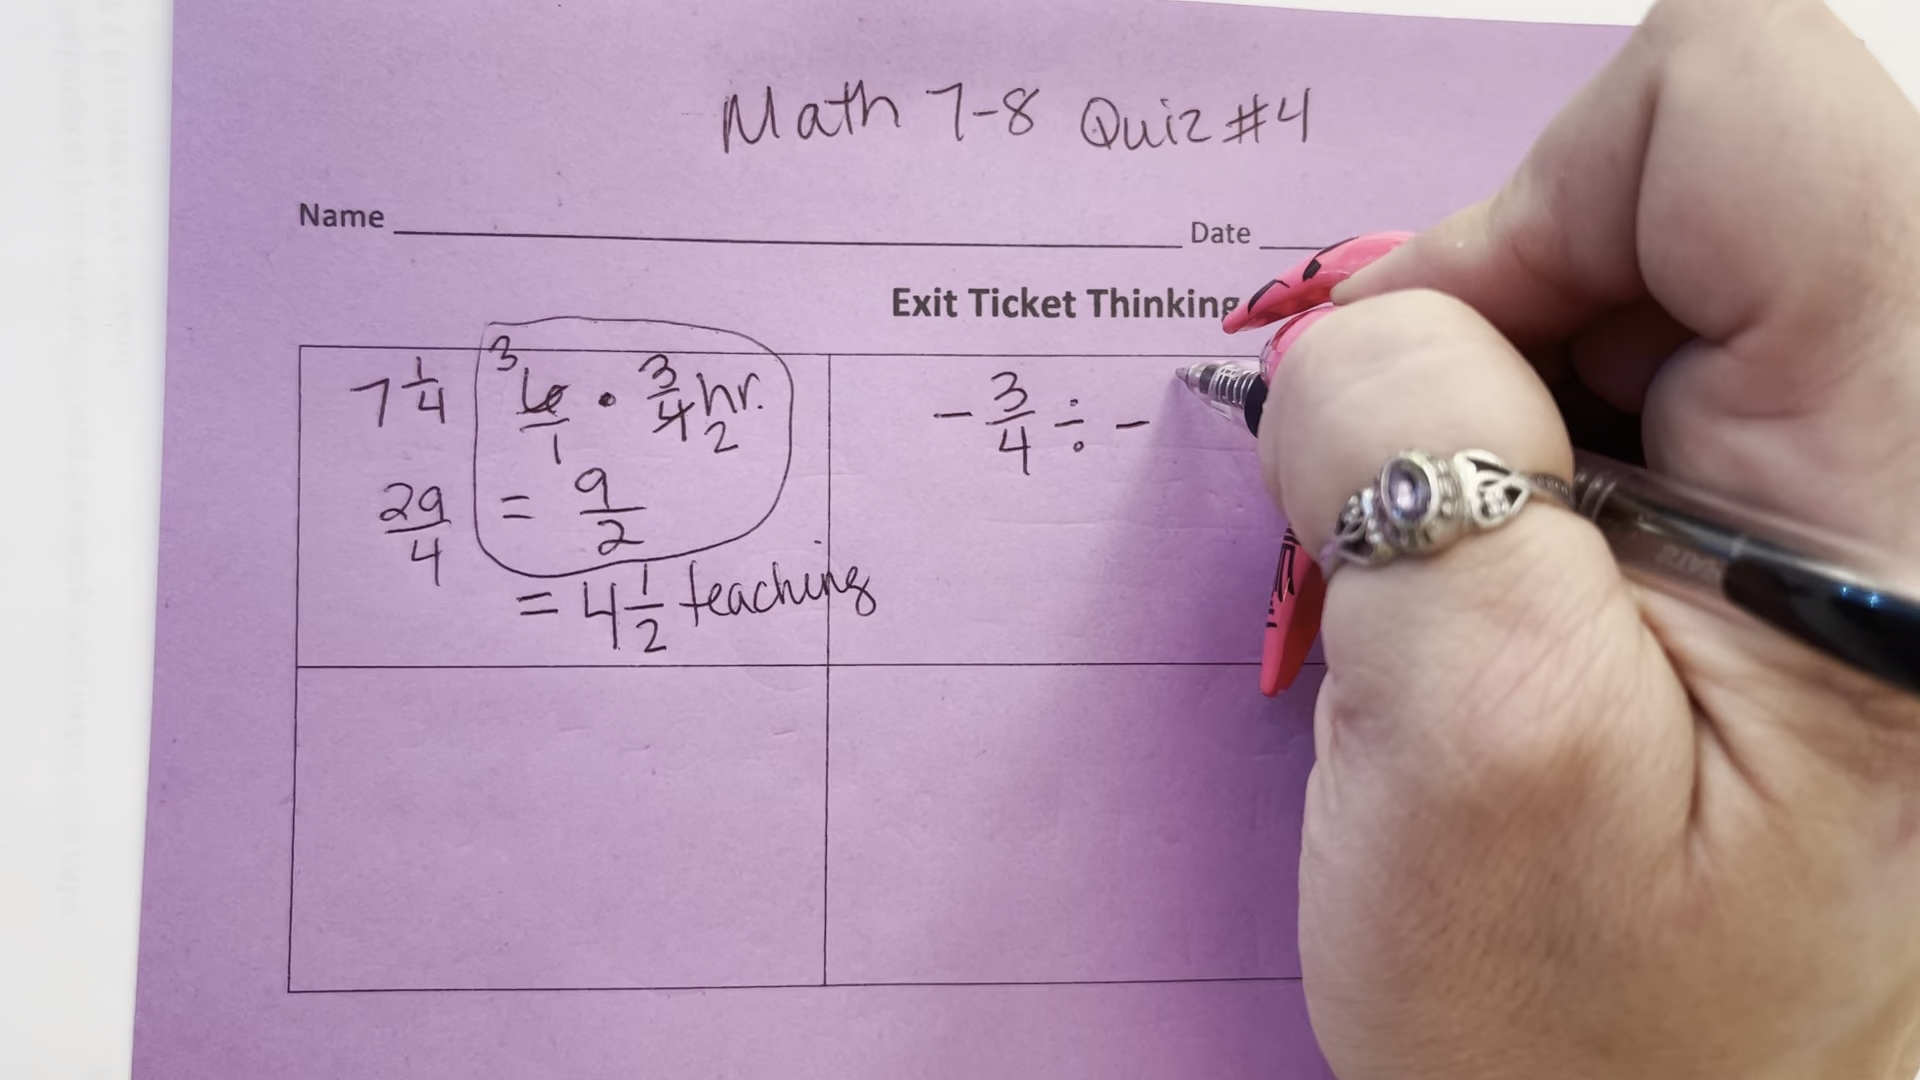 Math 7-8 Quiz #4
Name Date
Exit Ticket Thinking
7 1/4
29/4
3 6/1 • 3/4 hr. 2
= 9/2
= 4 1/2 teaching
- 3/4 ÷ -